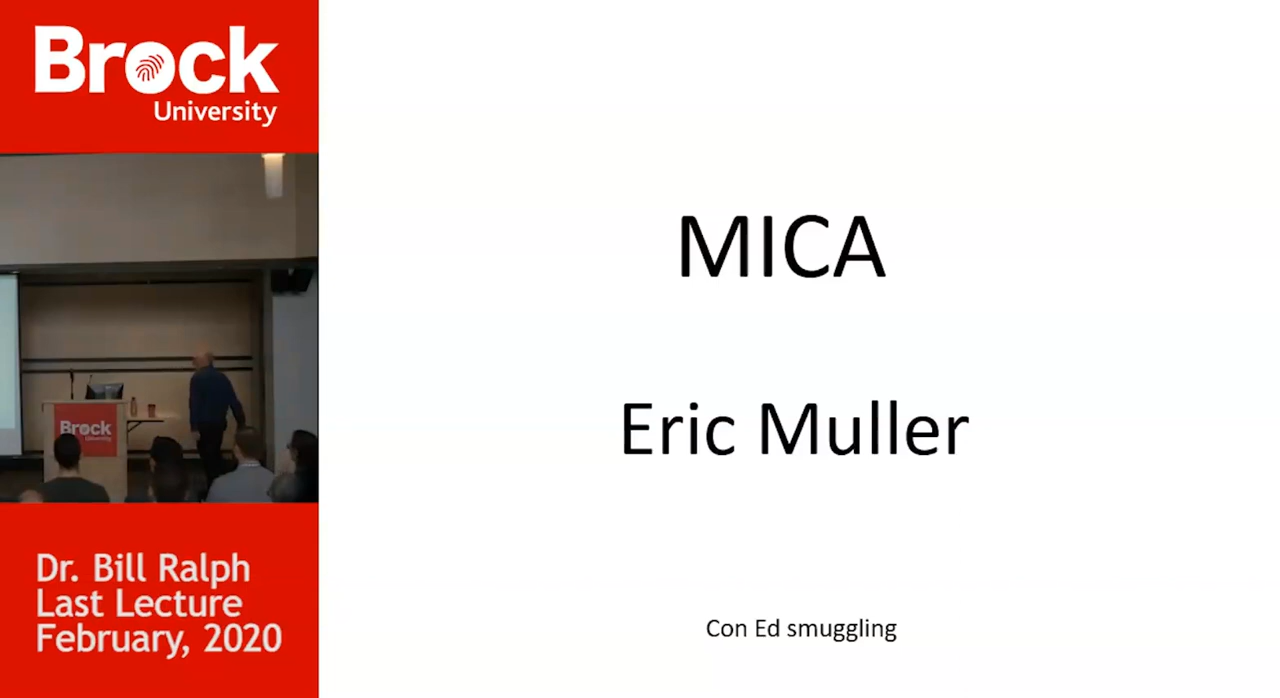 Brock
University
Brock
University
Dr. Bill Ralph
Last Lecture
February, 2020
MICA
Eric Muller
Con Ed smuggling